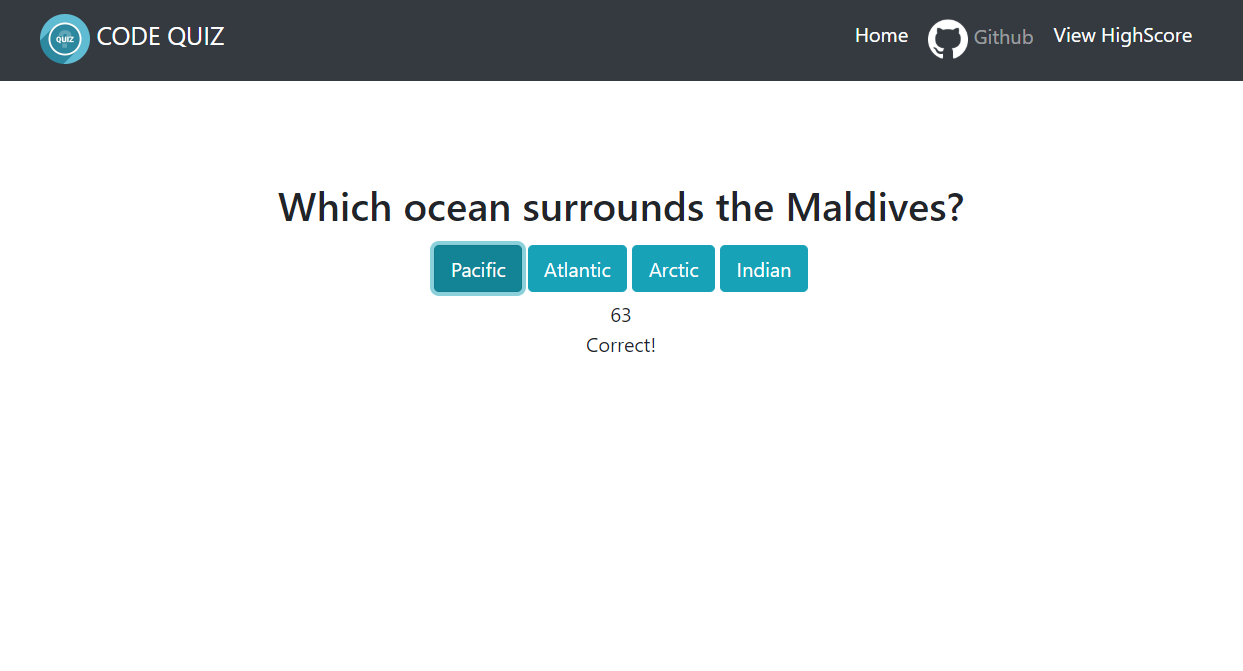 QUIZ CODE QUIZ Home Github View HighScore
Which ocean surrounds the Maldives?
Pacific Atlantic Arctic Indian
63
Correct!